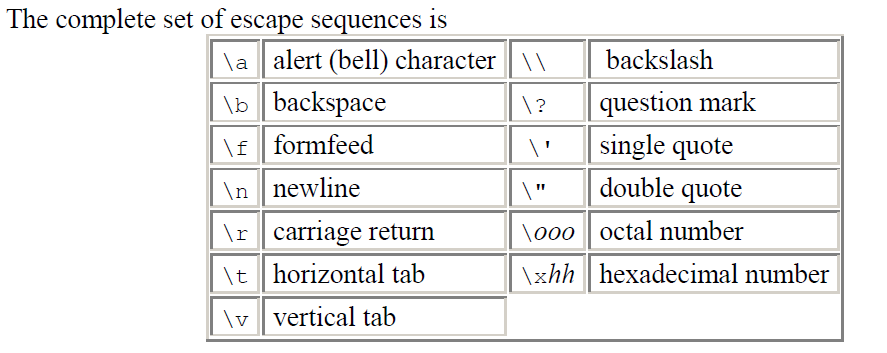 The complete set of escape sequences is
\a alert (bell) character \\ backslash
\b backspace \? question mark
\f formfeed \' single quote
\n newline \" double quote
\r carriage return \ooo octal number
\t horizontal tab \xhh hexadecimal number
\v vertical tab